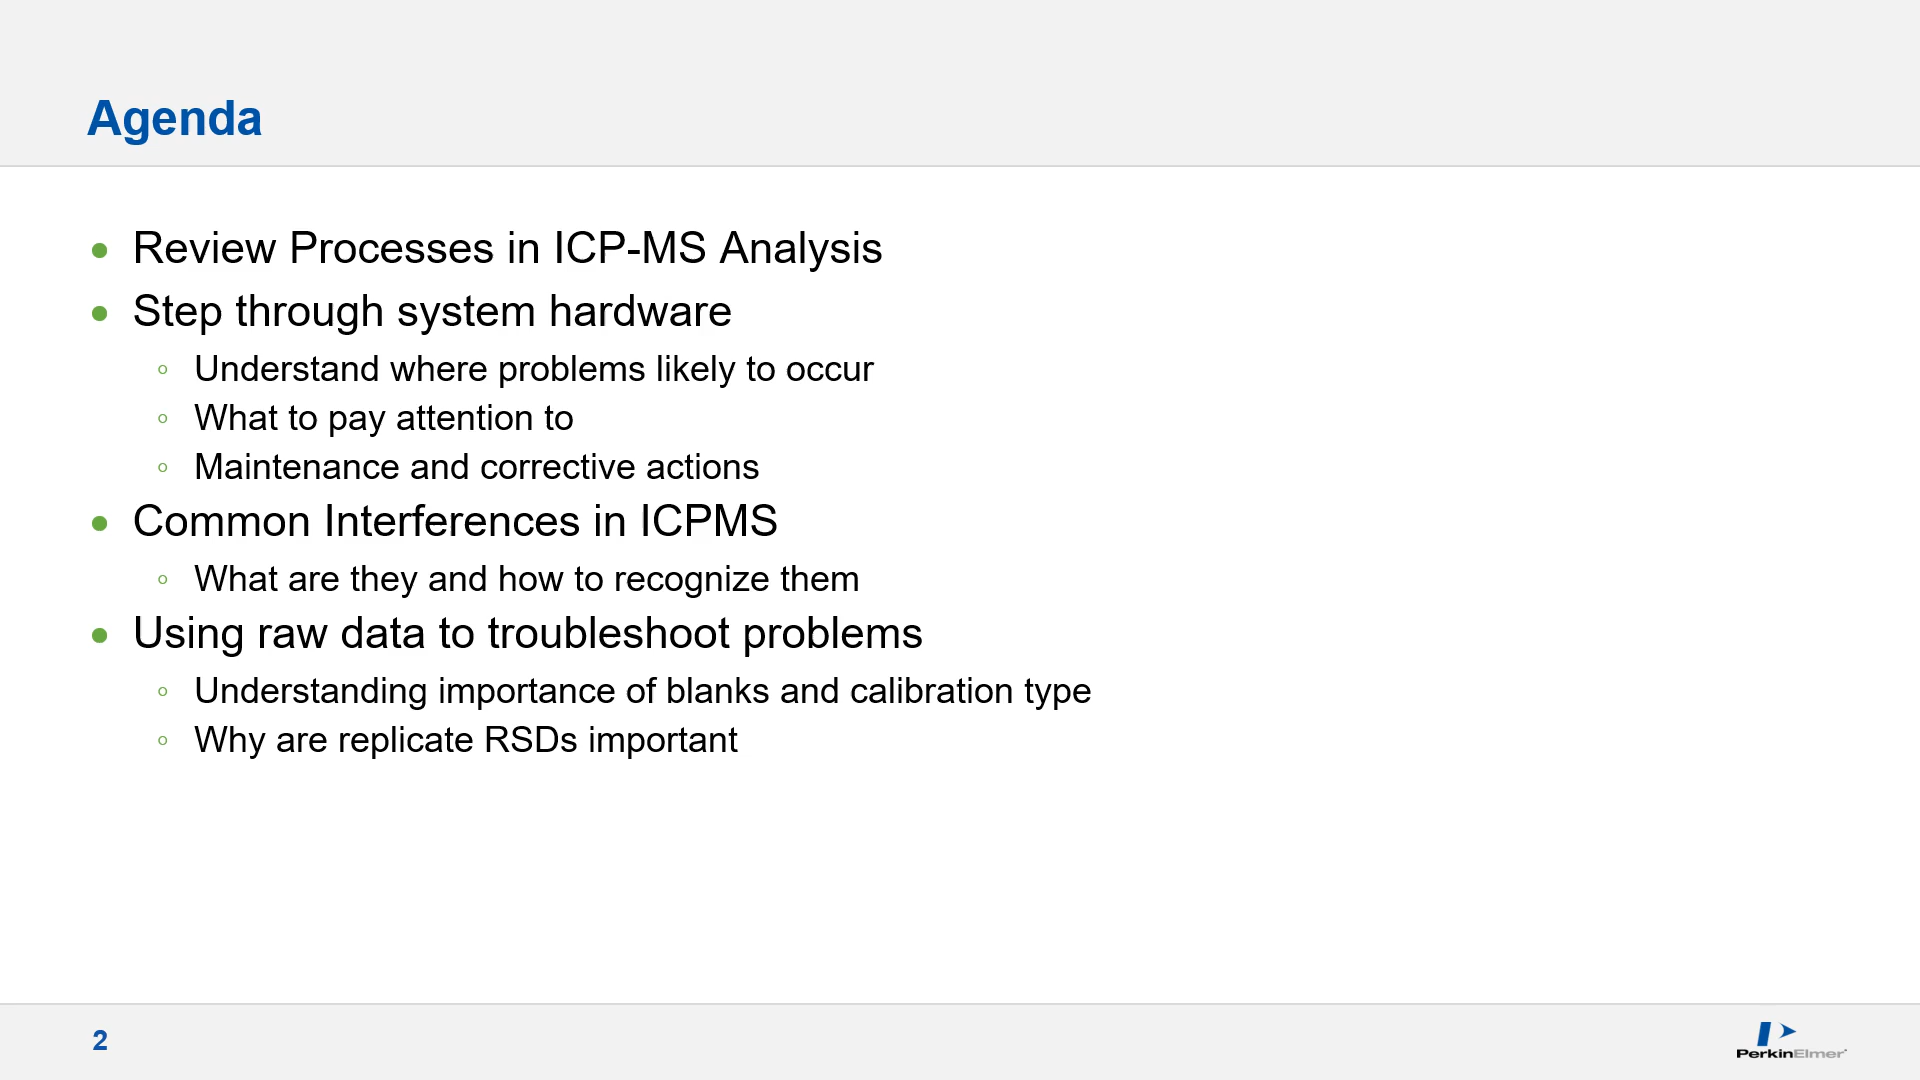 Agenda
• Review Processes in ICP-MS Analysis
• Step through system hardware
◦ Understand where problems likely to occur
◦ What to pay attention to
◦ Maintenance and corrective actions
• Common Interferences in ICPMS
◦ What are they and how to recognize them
• Using raw data to troubleshoot problems
◦ Understanding importance of blanks and calibration type
◦ Why are replicate RSDs important
2
PerkinElmer